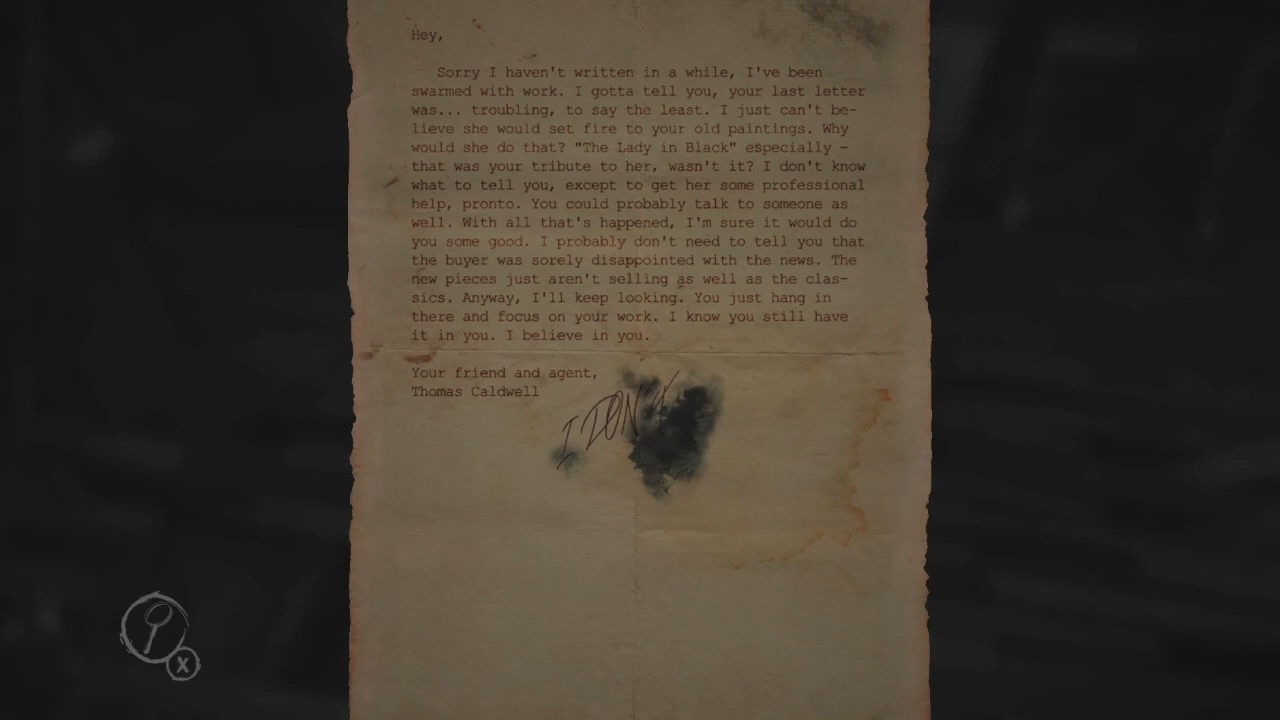 Hey,
Sorry I haven't written in a while, I've been
swarmed with work. I gotta tell you, your last letter
was... troubling, to say the least. I just can't be-
lieve she would set fire to your old paintings. Why
would she do that? "The Lady in Black" especially -
that was your tribute to her, wasn't it? I don't know
what to tell you, except to get her some professional
help, pronto. You could probably talk to someone as
well. With all that's happened, I'm sure it would do
you some good. I probably don't need to tell you that
the buyer was sorely disappointed with the news. The
new pieces just aren't selling as well as the clas-
sics. Anyway, I'll keep looking. You just hang in
there and focus on your work. I know you still have
it in you. I believe in you.
Your friend and agent,
Thomas Caldwell
I DON'T
X